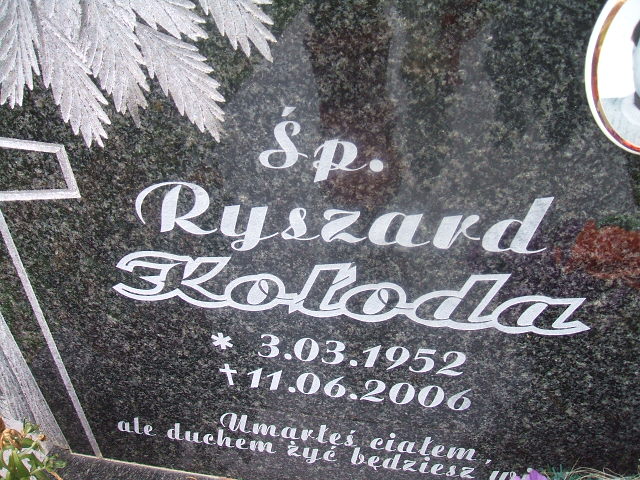 Śp.
Ryszard
Kołoda
* 3.03.1952
† 11.06.2006
Umarłeś ciałem,
ale duchem żyć będziesz